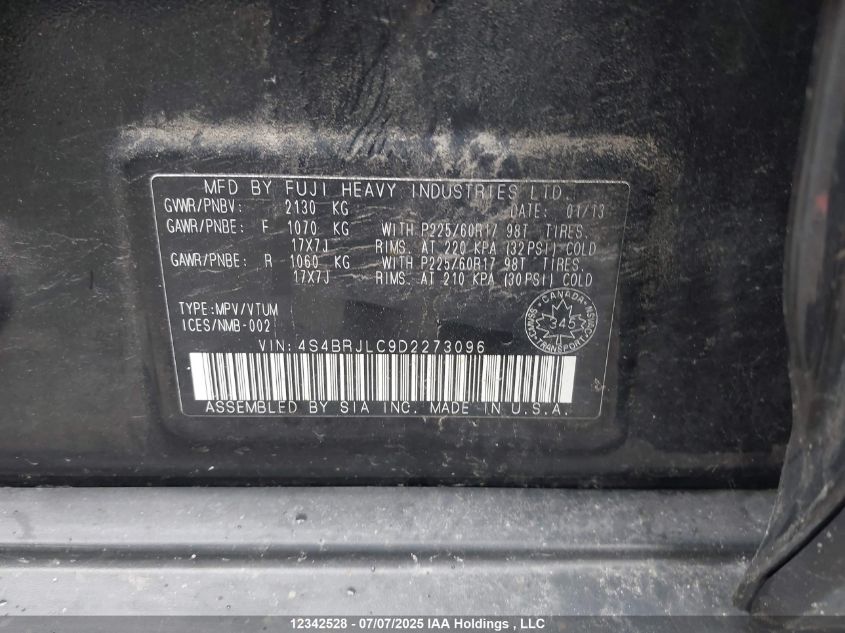 MFD BY FUJI HEAVY INDUSTRIES LTD.
GVWR/PNBV: 2130 KG DATE: 01/13
GAWR/PNBE: F 1070 KG WITH P225/60R17 98T TIRES.
17X7J RIMS. AT 220 KPA (32PSI) COLD
GAWR/PNBE: R 1060 KG WITH P225/60R17 98T TIRES.
17X7J RIMS. AT 210 KPA (30PSI) COLD
TYPE:MPV/VTUM
ICES/NMB-002
CANADA
345
TRANSPORT
VIN: 4S4BRJLC9D2273096
ASSEMBLED BY SIA INC. MADE IN U.S.A.
12342528 - 07/07/2025 IAA Holdings , LLC